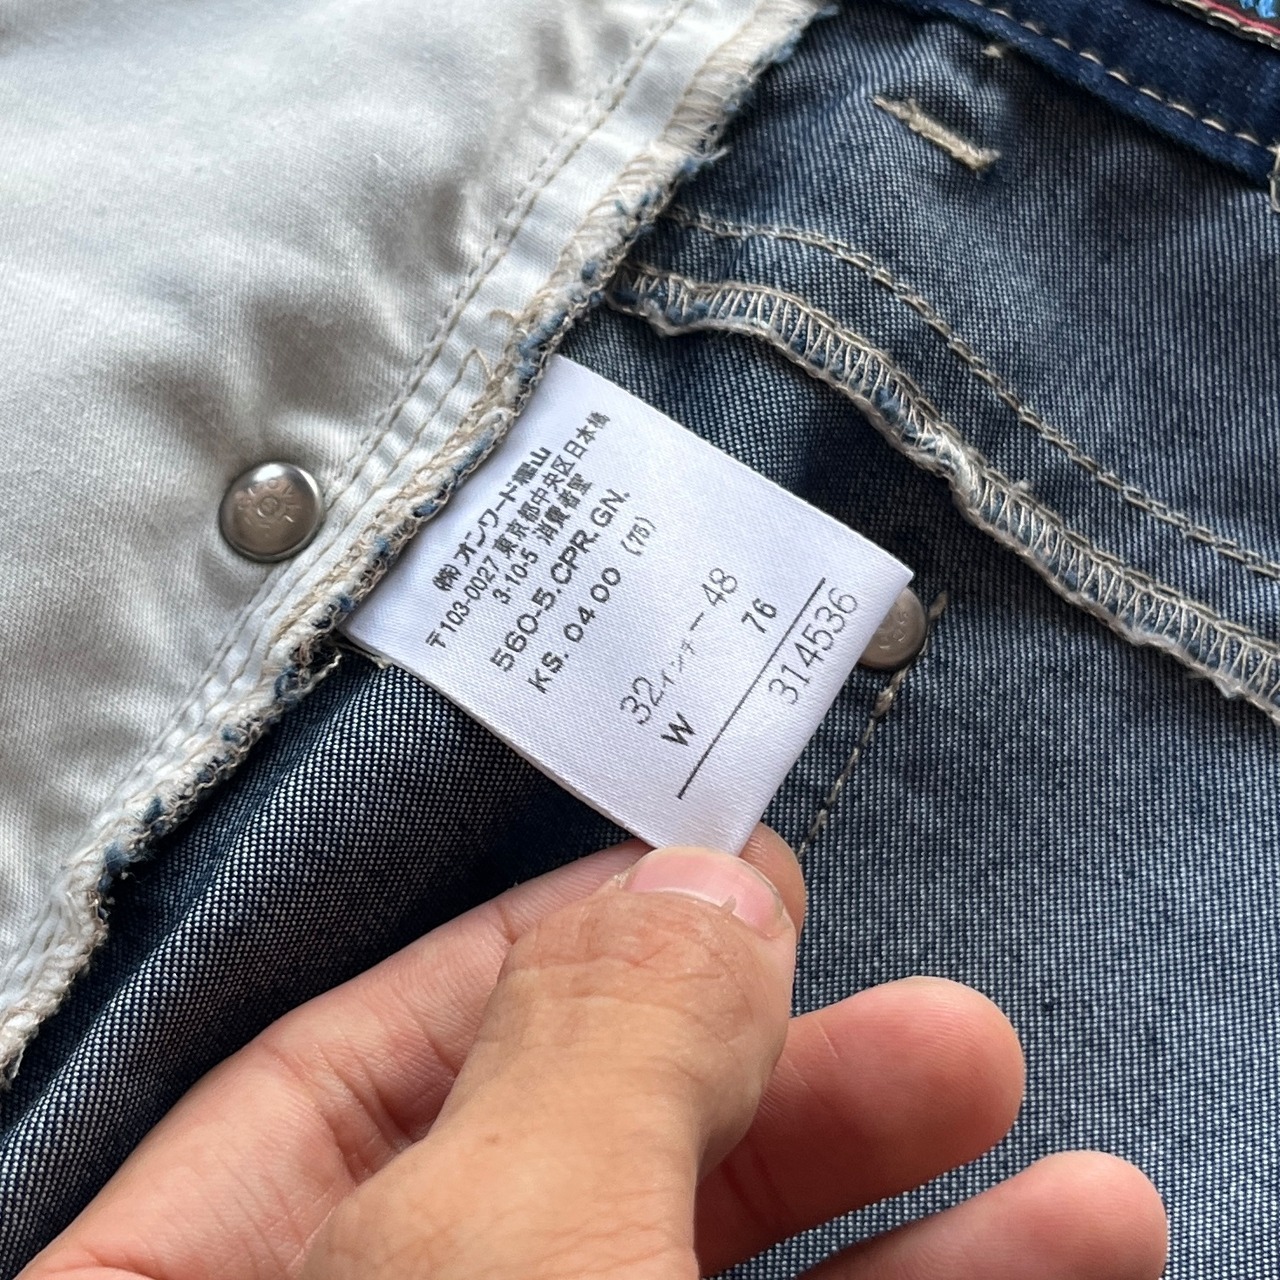 (株)オンワード樫山
〒103-0027 東京都中央区日本橋
3-10-5 消費者室
560-5.CPR.GN.
KS. 04 00 (76)
32インチー48
W 76
314536